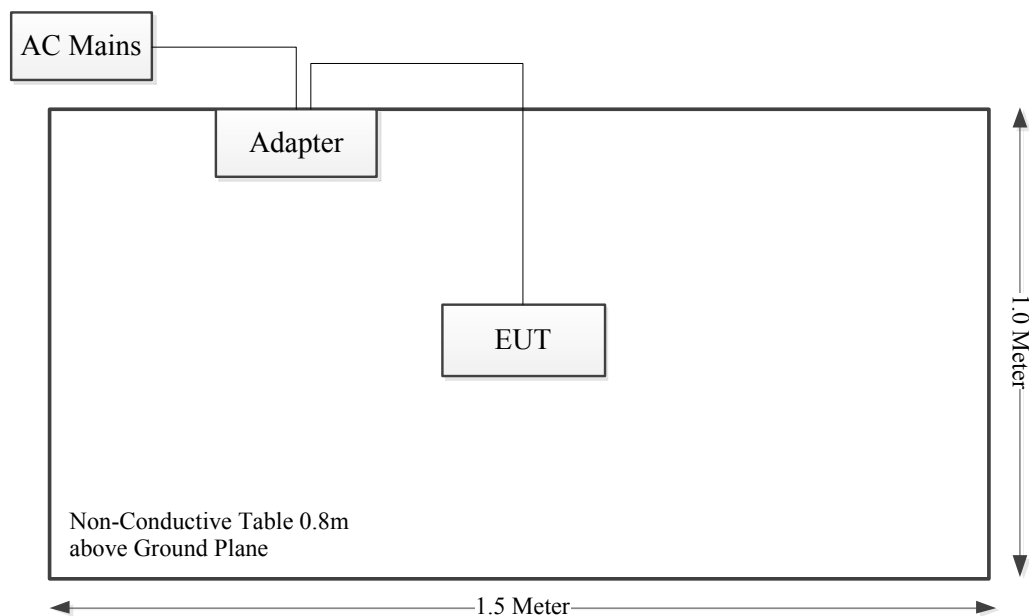 AC Mains
Adapter
EUT
1.0 Meter
Non-Conductive Table 0.8m
above Ground Plane
1.5 Meter